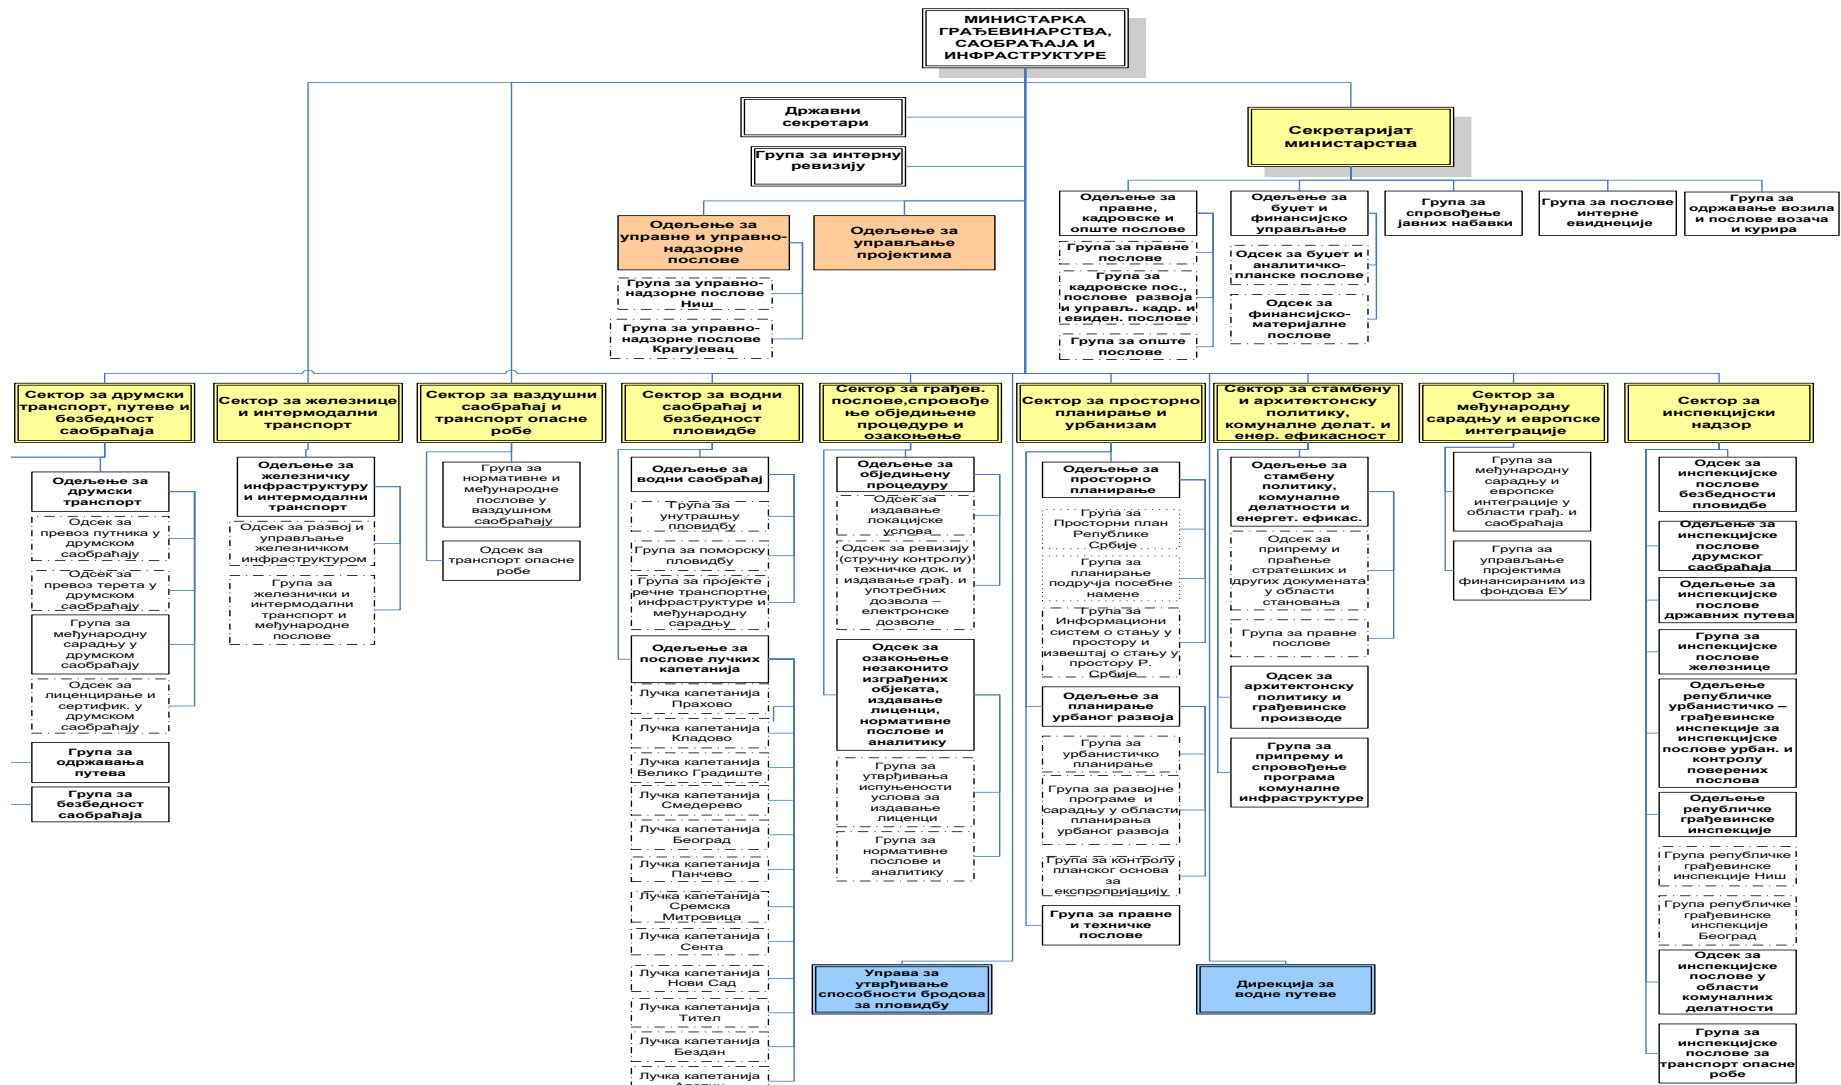 МИНИСТАРКА
ГРАЂЕВИНАРСТВА,
САОБРАЋАЈА И
ИНФРАСТРУКТУРЕ
Државни
секретари
Секретаријат
министарства
Група за интерну
ревизију
Одељење за
управне и управно-
надзорне
послове
Одељење за
управљање
пројектима
Група за управно-
надзорне послове
Ниш
Група за управно-
надзорне послове
Крагујевац
Одељење за
правне,
кадровске и
опште послове
Група за правне
послове
Група за
кадровске пос.,
послове развоја
и управљ. кадр. и
евиден. послове
Група за опште
послове
Одељење за
буџет и
финансијско
управљање
Одсек за буџет и
аналитичко-
планске послове
Одсек за
финансијско-
материјалне
послове
Група за
спровођење
јавних набавки
Група за послове
интерне
евиднеције
Група за
одржавање возила
и послове возача
и курира
Сектор за друмски
транспорт, путеве и
безбедност
саобраћаја
Одељење за
друмски
транспорт
Одсек за
превоз путника у
друмском
саобраћају
Одсек за
превоз терета у
друмском
саобраћају
Група за
међународну
сарадњу у
друмском
саобраћају
Одсек за
лиценцирање и
сертифик. у
друмском
саобраћају
Група за
одржавања
путева
Група за
безбедност
саобраћаја
Сектор за железнице
и интермодални
транспорт
Одељење за
железничку
инфраструктуру
и интермодални
транспорт
Одсек за развој и
управљање
железничком
инфраструктуром
Група за
железнички и
интермодални
транспорт и
међународне
послове
Сектор за ваздушни
саобраћај и
транспорт опасне
робе
Група за
нормативне и
међународне
послове у
ваздушном
саобраћају
Одсек за
транспорт опасне
робе
Сектор за водни
саобраћај и
безбедност
пловидбе
Одељење за
водни саобраћај
Група за
унутрашњу
пловидбу
Група за поморску
пловидбу
Група за пројекте
речне транспортне
инфраструктуре и
међународну
сарадњу
Одељење за
послове лучких
капетанија
Лучка капетанија
Прахово
Лучка капетанија
Кладово
Лучка капетанија
Велико Градиште
Лучка капетанија
Смедерево
Лучка капетанија
Београд
Лучка капетанија
Панчево
Лучка капетанија
Сремска
Митровица
Лучка капетанија
Сента
Лучка капетанија
Нови Сад
Лучка капетанија
Тител
Лучка капетанија
Бездан
Лучка капетанија
Сектор за грађев.
послове,спровође
ње обједињене
процедуре и
озакоњење
Одељење за
обједињену
процедуру
Одсек за
издавање
локацијске
услова
Одсек за ревизију
(стручну контролу)
техничке док. и
издавање грађ. и
употребних
дозвола –
електронске
дозволе
Одсек за
озакоњење
незаконито
изграђених
објеката,
издавање
лиценци,
нормативне
послове и
аналитику
Група за
утврђивања
испуњености
услова за
издавање
лиценци
Група за
нормативне
послове и
аналитику
Сектор за просторно
планирање и
урбанизам
Одељење за
просторно
планирање
Група за
Просторни план
Републике
Србије
Група за
планирање
подручја посебне
намене
Група за
Информациони
систем о стању у
простору и
извештај о стању у
простору Р.
Србије
Одељење за
планирање
урбаног развоја
Група за
урбанистичко
планирање
Група за развојне
програме и
сарадњу у области
планирања
урбаног развоја
Група за контролу
планског основа
за
експропријацију
Група за правне
и техничке
послове
Сектор за стамбену
и архитектонску
политику,
комуналне делат. и
енер. ефикасност
Одељење за
стамбену
политику,
комуналне
делатности и
енергет. ефикас.
Одсек за
припрему и
праћење
стратешких и
других докумената
у области
становања
Група за правне
послове
Одсек за
архитектонску
политику и
грађевинске
производе
Група за
припрему и
спровођење
програма
комуналне
инфраструктуре
Сектор за
међународну
сарадњу и европске
интеграције
Група за
међународну
сарадњу и
европске
интеграције у
области грађ. и
саобраћаја
Група за
управљање
пројектима
финансираним из
фондова ЕУ
Сектор за
инспекцијски
надзор
Одсек за
инспекцијске
послове
безбедности
пловидбе
Одељење за
инспекцијске
послове
друмског
саобраћаја
Одељење за
инспекцијске
послове
државних путева
Група за
инспекцијске
послове
железнице
Одељење
републичке
урбанистичко –
грађевинске
инспекције за
инспекцијске
послове урбан. и
контролу
поверених
послова
Одељење
републичке
грађевинске
инспекције
Група републичке
грађевинске
инспекције Ниш
Група републичке
грађевинске
инспекције
Београд
Одсек за
инспекцијске
послове у
области
комуналних
делатности
Група за
инспекцијске
послове за
транспорт опасне
робе
Управа за
утврђивање
способности бродова
за пловидбу
Дирекција за
водне путеве